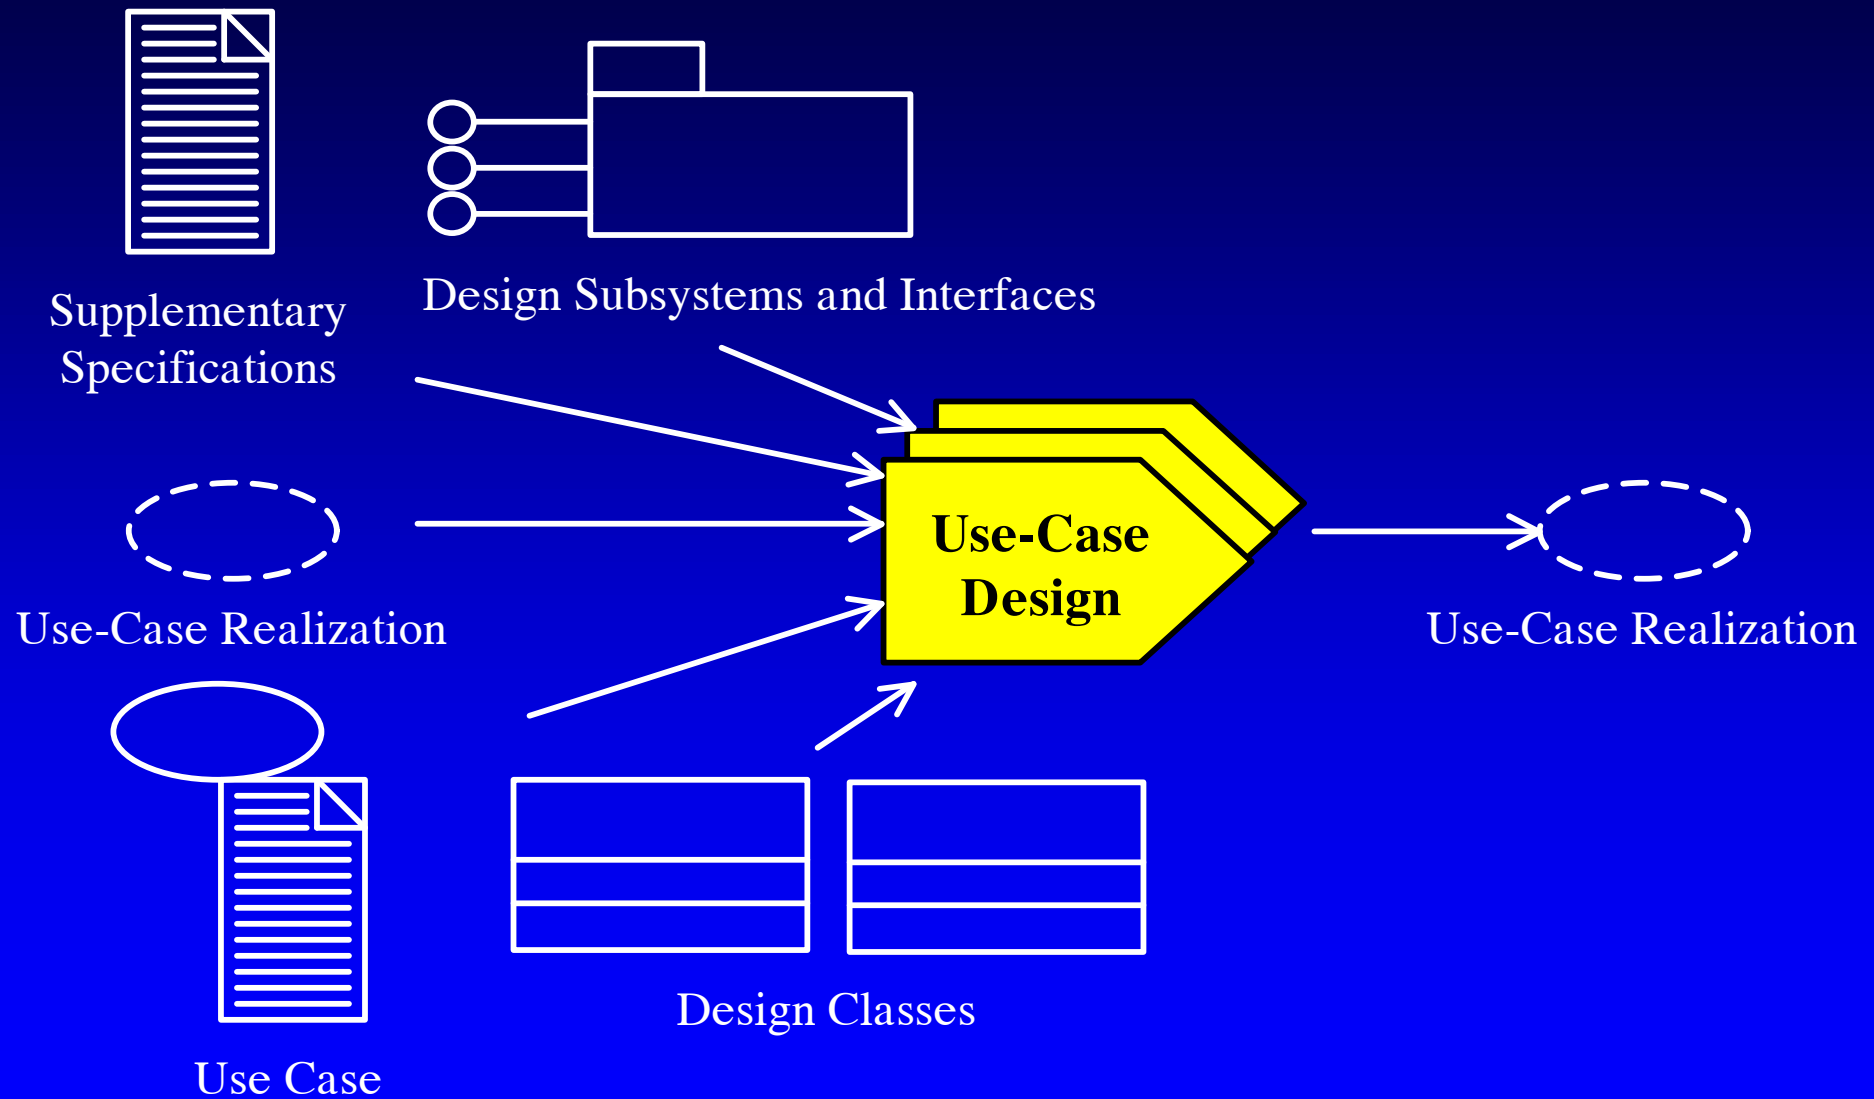 Supplementary
Specifications
Design Subsystems and Interfaces
Use-Case
Design
Use-Case Realization
Use-Case Realization
Design Classes
Use Case